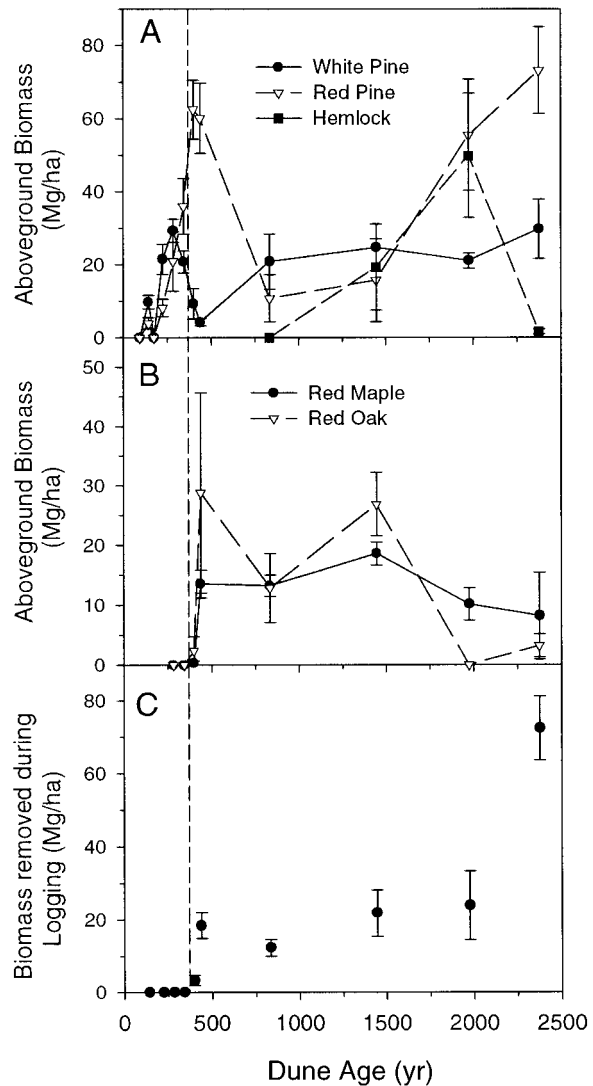 A
White Pine
Red Pine
Hemlock
Aboveground Biomass
(Mg/ha)
80
60
40
20
0
B
Red Maple
Red Oak
Aboveground Biomass
(Mg/ha)
50
40
30
20
10
0
C
Biomass removed during
Logging (Mg/ha)
80
60
40
20
0
0 500 1000 1500 2000 2500
Dune Age (yr)